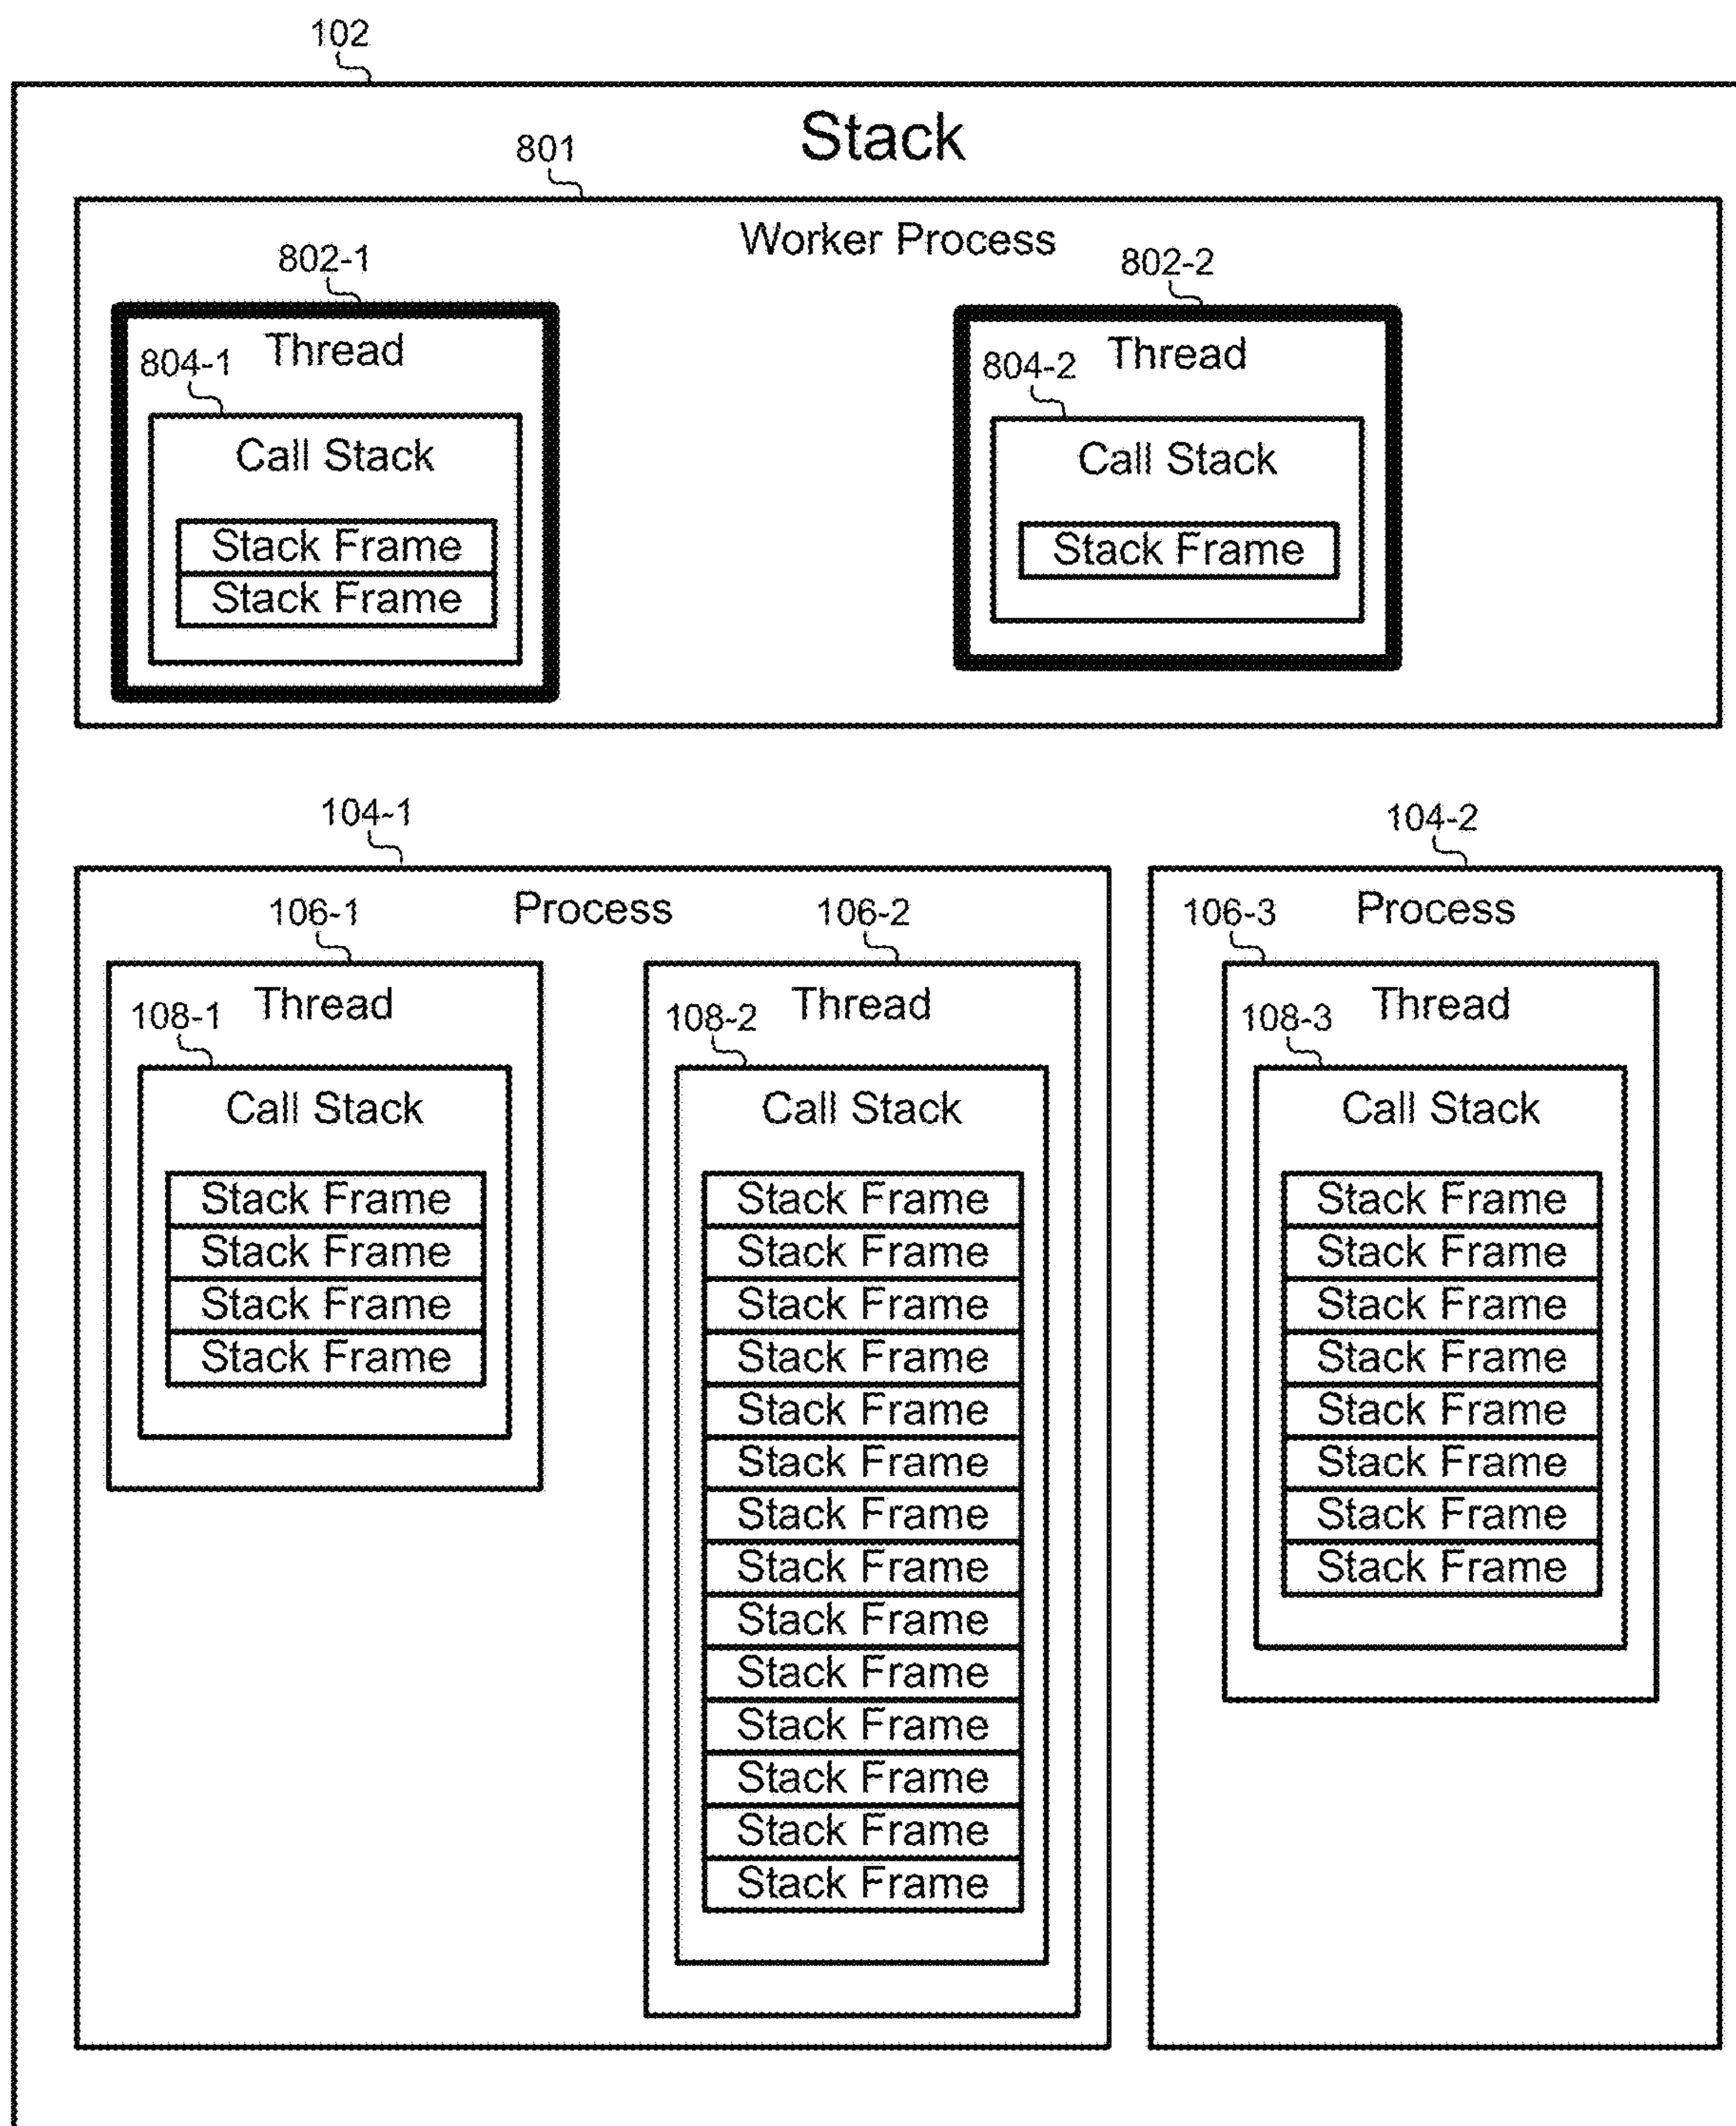 102
Stack
801
Worker Process
802-1
Thread
804-1
Call Stack
Stack Frame
Stack Frame
802-2
Thread
804-2
Call Stack
Stack Frame
104-1
Process
106-1
Thread
108-1
Call Stack
Stack Frame
Stack Frame
Stack Frame
Stack Frame
106-2
Thread
108-2
Call Stack
Stack Frame
Stack Frame
Stack Frame
Stack Frame
Stack Frame
Stack Frame
Stack Frame
Stack Frame
Stack Frame
Stack Frame
Stack Frame
Stack Frame
Stack Frame
Stack Frame
104-2
Process
106-3
Thread
108-3
Call Stack
Stack Frame
Stack Frame
Stack Frame
Stack Frame
Stack Frame
Stack Frame
Stack Frame
Stack Frame